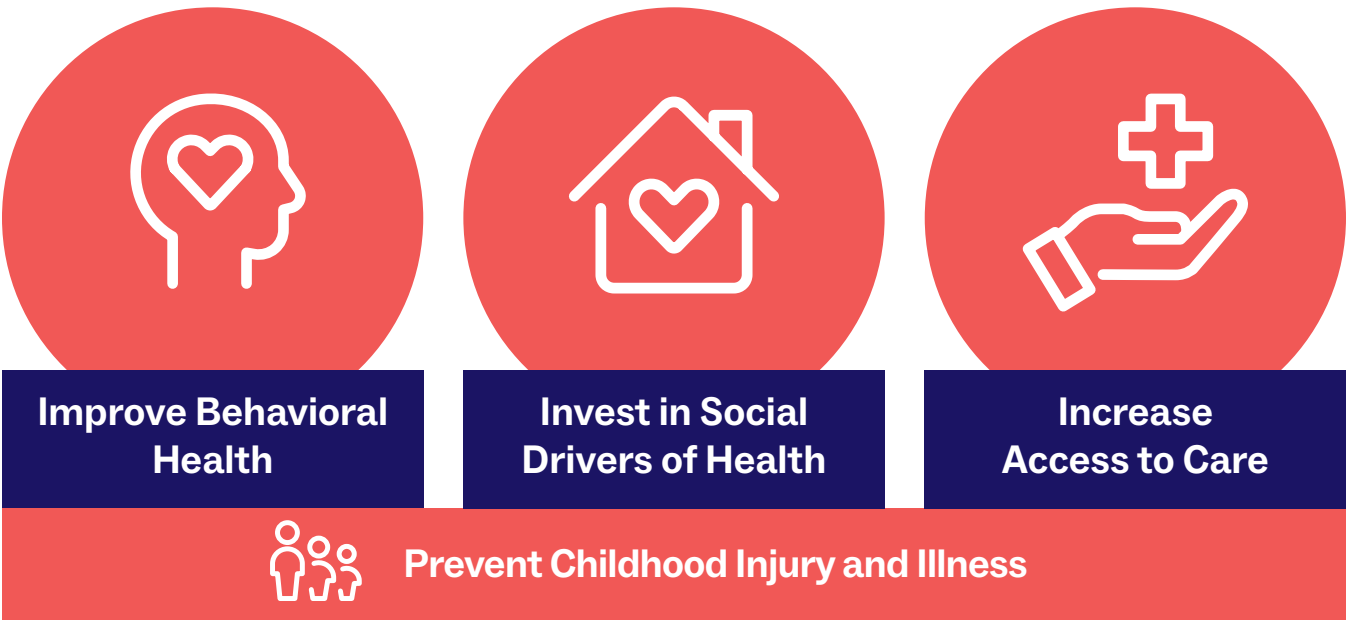 Improve Behavioral
Health
Invest in Social
Drivers of Health
Increase
Access to Care
Prevent Childhood Injury and Illness